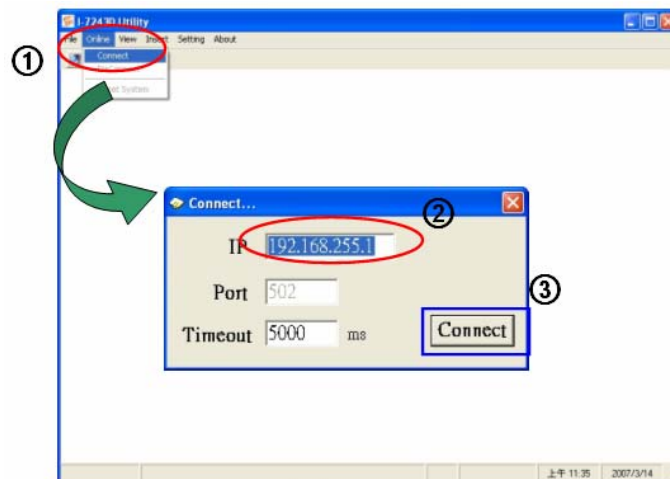 I-7243D Utility
File Online View Insert Setting About
①
Connect
System
Connect...
②
IP 192.168.255.1
③
Port 502
Timeout 5000 ms
Connect
上午 11:35 2007/3/14